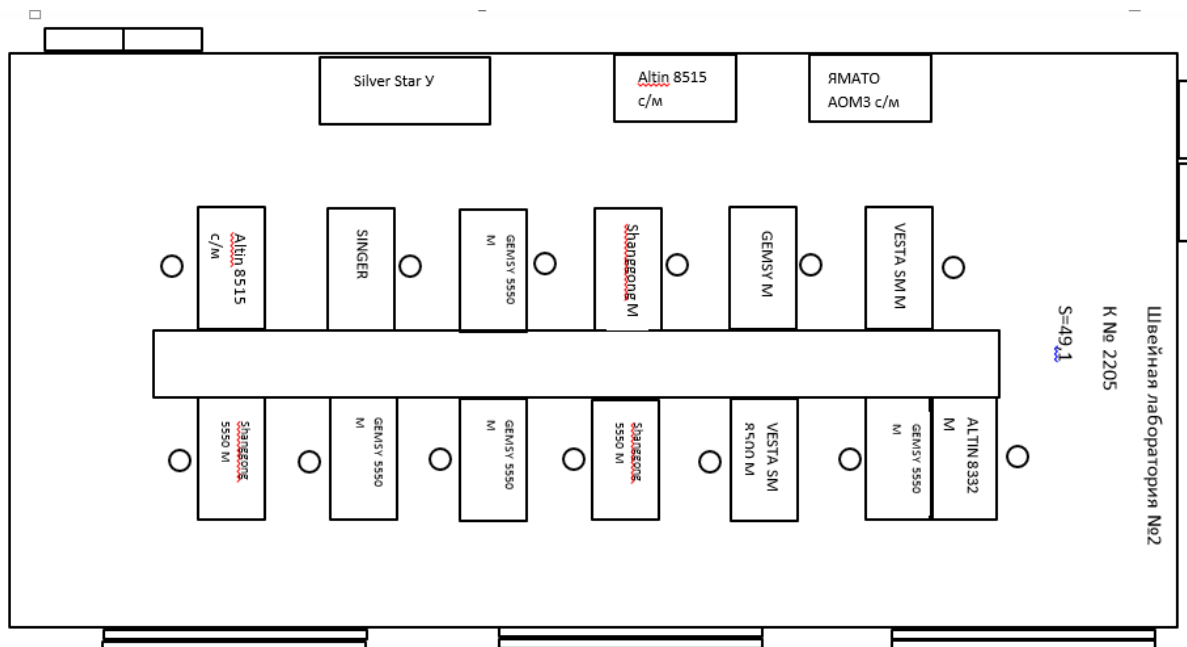 Silver Star У
Altin 8515
с/м
ЯМАТО
АОМЗ с/м
Altin 8515
с/м
SINGER
GEMSY 5550
М
Shanggong М
GEMSY М
VESTA SM М
Швейная лаборатория №2
К № 2205
S=49,1
Shanggong
5550 М
GEMSY 5550
М
GEMSY 5550
М
Shanggong
5550 М
VESTA SM
8500 М
GEMSY 5550
М
ALTIN 8332
М